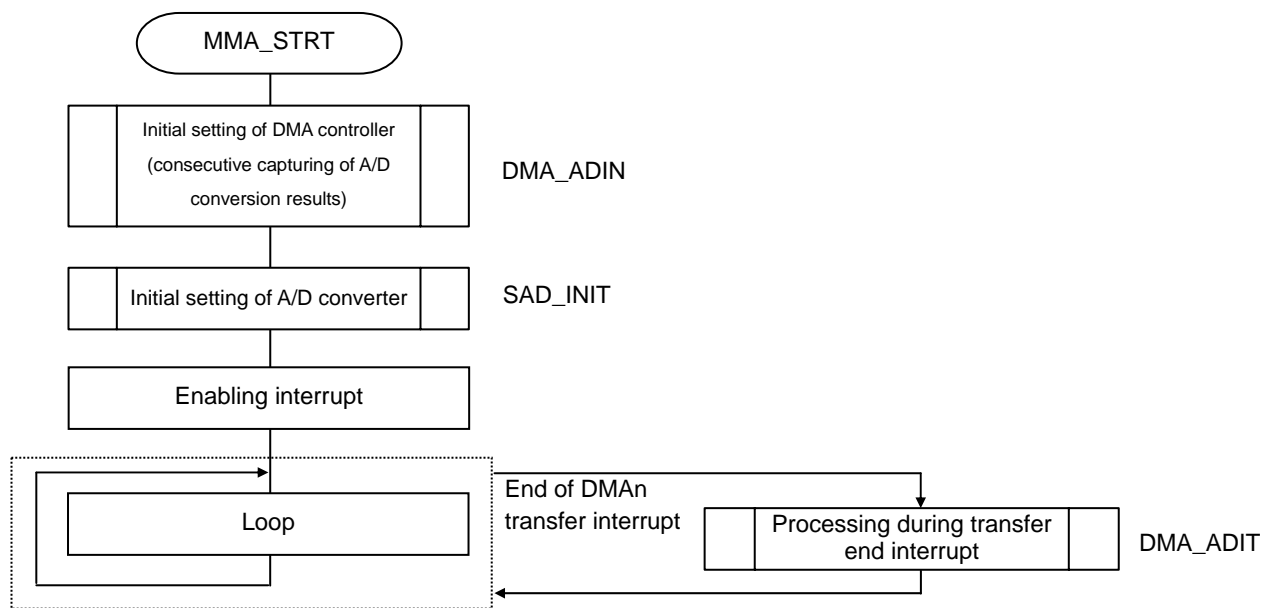 MMA_STRT
Initial setting of DMA controller
(consecutive capturing of A/D
conversion results)
DMA_ADIN
Initial setting of A/D converter
SAD_INIT
Enabling interrupt
Loop
End of DMAn
transfer interrupt
Processing during transfer
end interrupt
DMA_ADIT